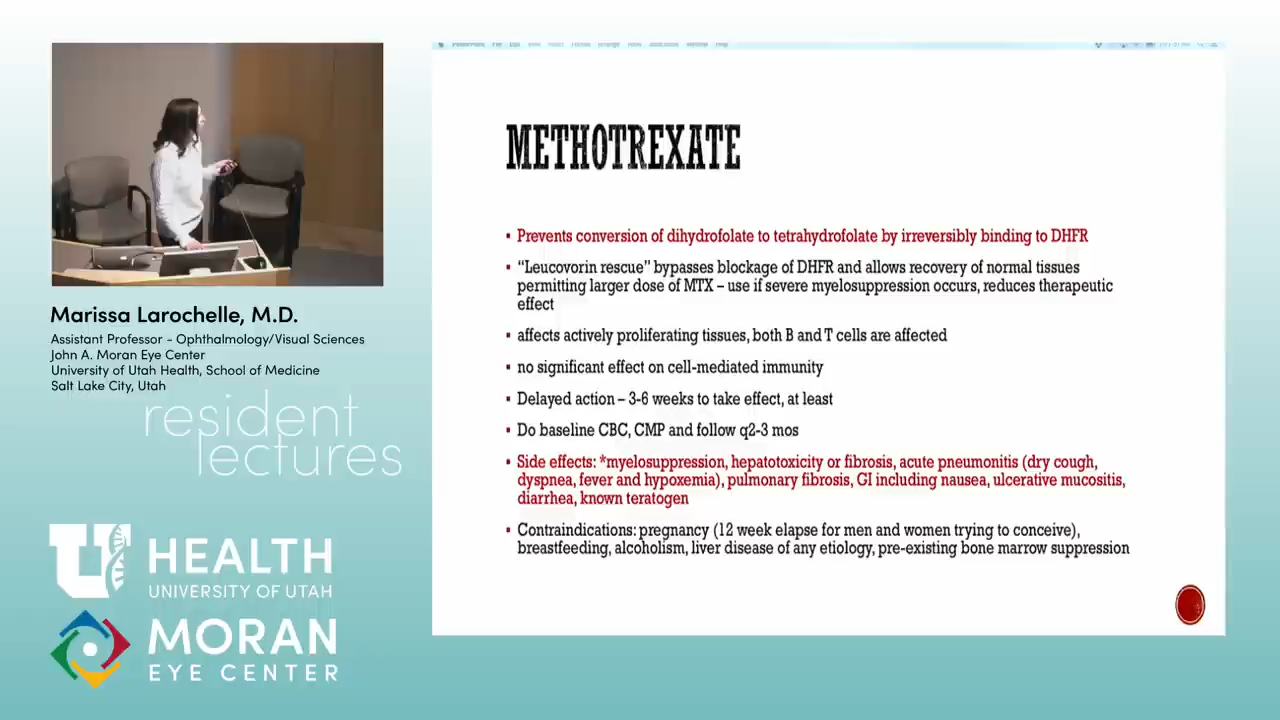 METHOTREXATE
▪ Prevents conversion of dihydrofolate to tetrahydrofolate by irreversibly binding to DHFR
▪ “Leucovorin rescue” bypasses blockage of DHFR and allows recovery of normal tissues
permitting larger dose of MTX – use if severe myelosuppression occurs, reduces therapeutic
effect
▪ affects actively proliferating tissues, both B and T cells are affected
▪ no significant effect on cell-mediated immunity
▪ Delayed action – 3-6 weeks to take effect, at least
▪ Do baseline CBC, CMP and follow q2-3 mos
▪ Side effects: *myelosuppression, hepatotoxicity or fibrosis, acute pneumonitis (dry cough,
dyspnea, fever and hypoxemia), pulmonary fibrosis, GI including nausea, ulcerative mucositis,
diarrhea, known teratogen
▪ Contraindications: pregnancy (12 week elapse for men and women trying to conceive),
breastfeeding, alcoholism, liver disease of any etiology, pre-existing bone marrow suppression
Marissa Larochelle, M.D.
Assistant Professor - Ophthalmology/Visual Sciences
John A. Moran Eye Center
University of Utah Health, School of Medicine
Salt Lake City, Utah
resident
lectures
U HEALTH
UNIVERSITY OF UTAH
MORAN
EYE CENTER